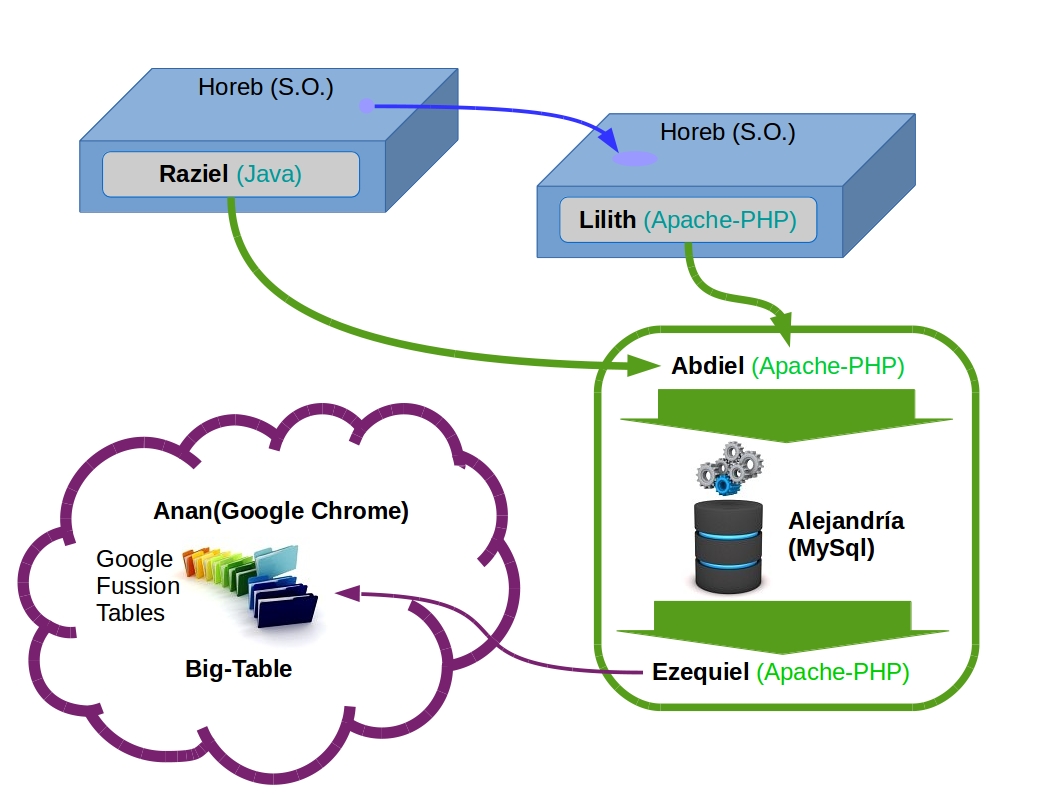 Horeb (S.O.)
Raziel (Java)
Horeb (S.O.)
Lilith (Apache-PHP)
Abdiel (Apache-PHP)
Alejandría
(MySql)
Ezequiel (Apache-PHP)
Anan(Google Chrome)
Google
Fussion
Tables
Big-Table